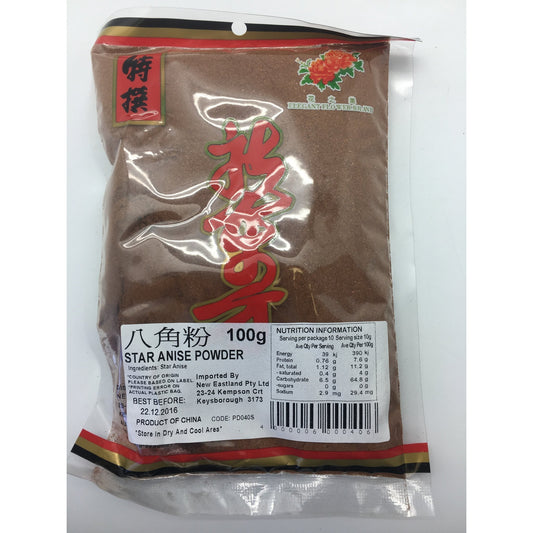 特
撰
ELEGANT FLOWER BRAND
八角粉 100g
STAR ANISE POWDER
Ingredients: Star Anise
*COUNTRY OF ORIGIN
PLEASE BASED ON LABEL
*PRINTING ERROR ON
ACTUAL PLASTIC BAG.
BEST BEFORE:
22.12.2016
Imported By
New Eastland Pty Ltd
23-24 Kempson Crt
Keysborough 3173
PRODUCT OF CHINA CODE: PD040S
"Store In Dry And Cool Area"
NUTRITION INFORMATION
Serving per package 10 Serving size 10g
Ave Qty Per Serving Ave Qty Per 100g
Energy 39 kj 390 kj
Protein 0.76 g 7.6 g
Fat, total 1.12 g 11.2 g
-saturated 0.4 g 4 g
Carbohydrate 6.5 g 64.8 g
-sugars 0 g 0 g
Sodium 2.9 mg 29.4 mg
4 000006 000406